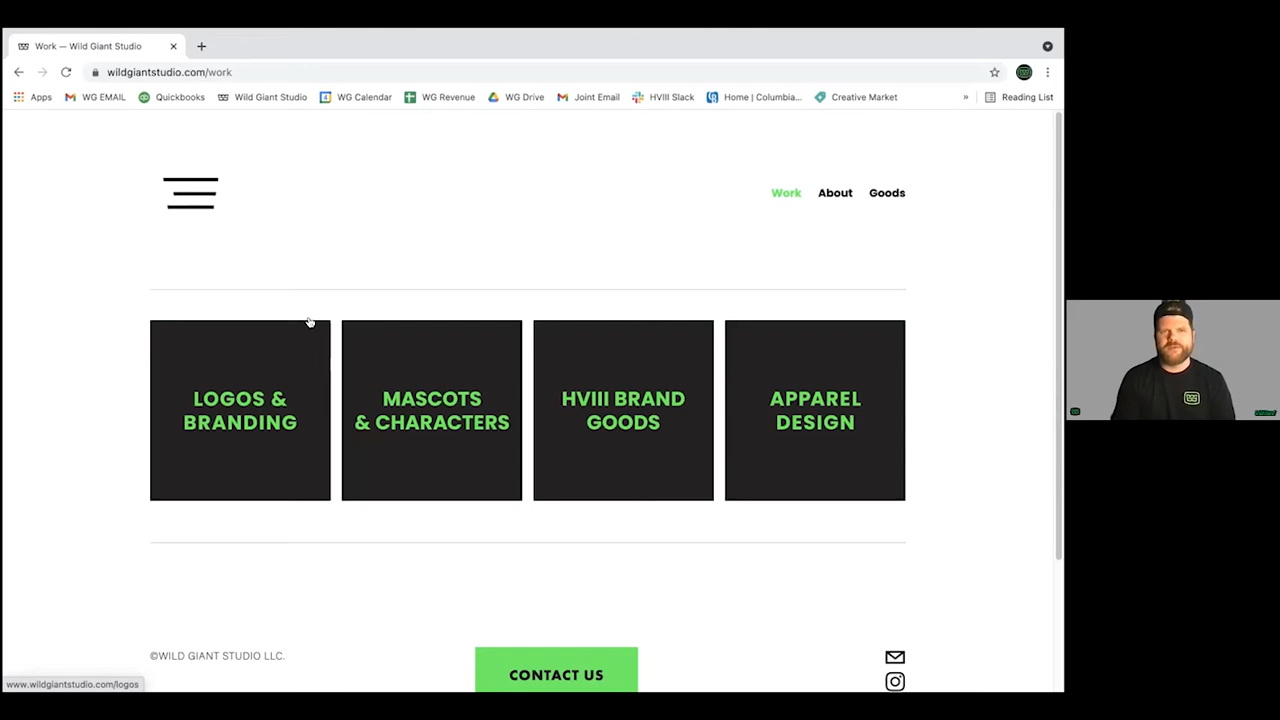 Work — Wild Giant Studio
wildgiantstudio.com/work
Apps WG EMAIL Quickbooks Wild Giant Studio WG Calendar WG Revenue WG Drive Joint Email HVIII Slack Home | Columbia... Creative Market » Reading List
Work About Goods
LOGOS &
BRANDING
MASCOTS
& CHARACTERS
HVIII BRAND
GOODS
APPAREL
DESIGN
©WILD GIANT STUDIO LLC.
CONTACT US
www.wildgiantstudio.com/logos